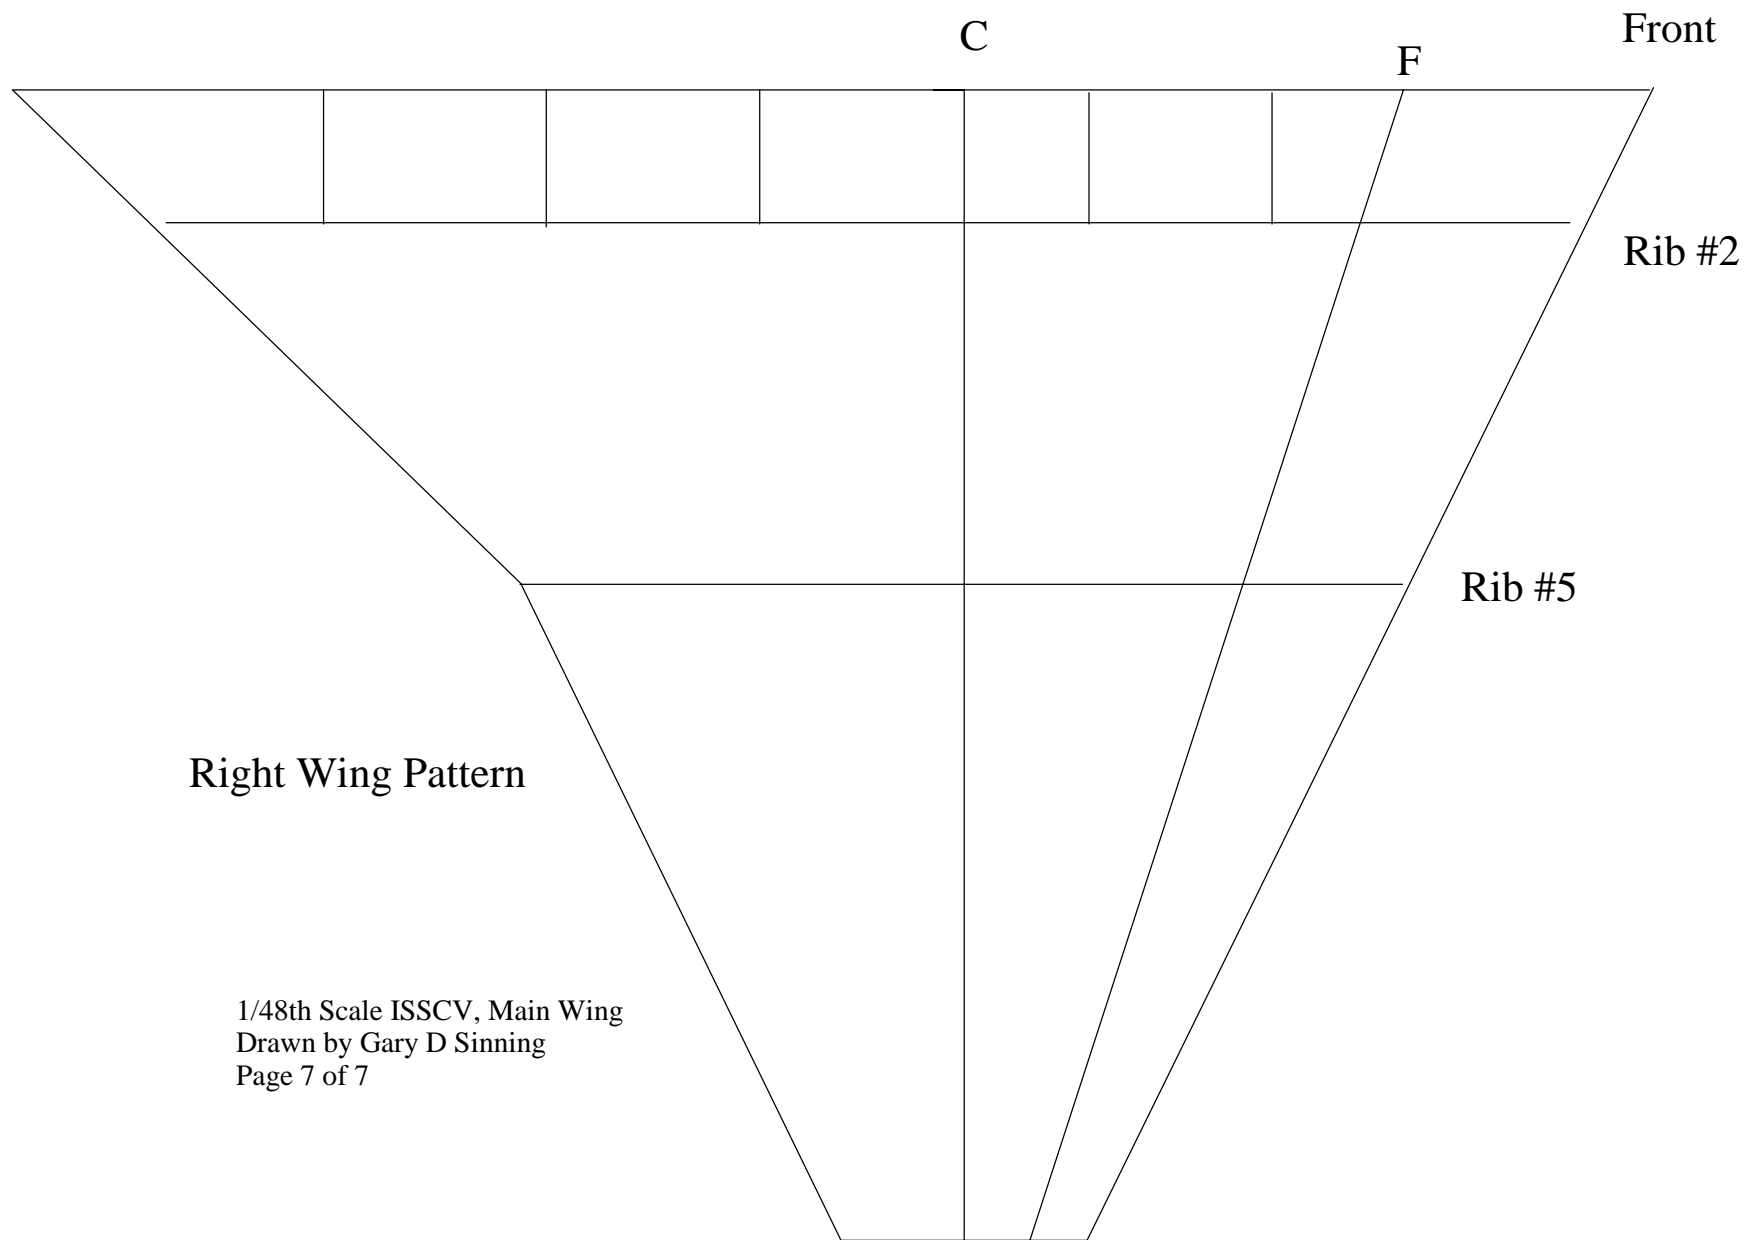 Front
C
F
Rib #2
Rib #5
Right Wing Pattern
1/48th Scale ISSCV, Main Wing
Drawn by Gary D Sinning
Page 7 of 7